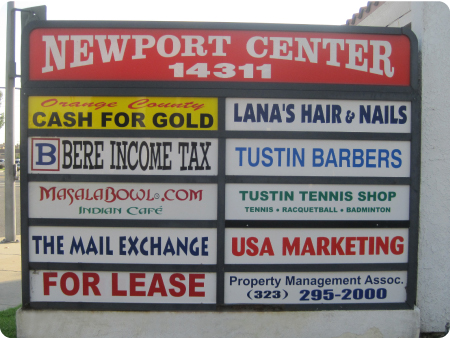 NEWPORT CENTER
14311
Orange County
CASH FOR GOLD
LANA'S HAIR & NAILS
B BERE INCOME TAX
TUSTIN BARBERS
MASALABOWL.COM
INDIAN CAFÉ
TUSTIN TENNIS SHOP
TENNIS • RACQUETBALL • BADMINTON
THE MAIL EXCHANGE
USA MARKETING
FOR LEASE
Property Management Assoc.
(323) 295-2000